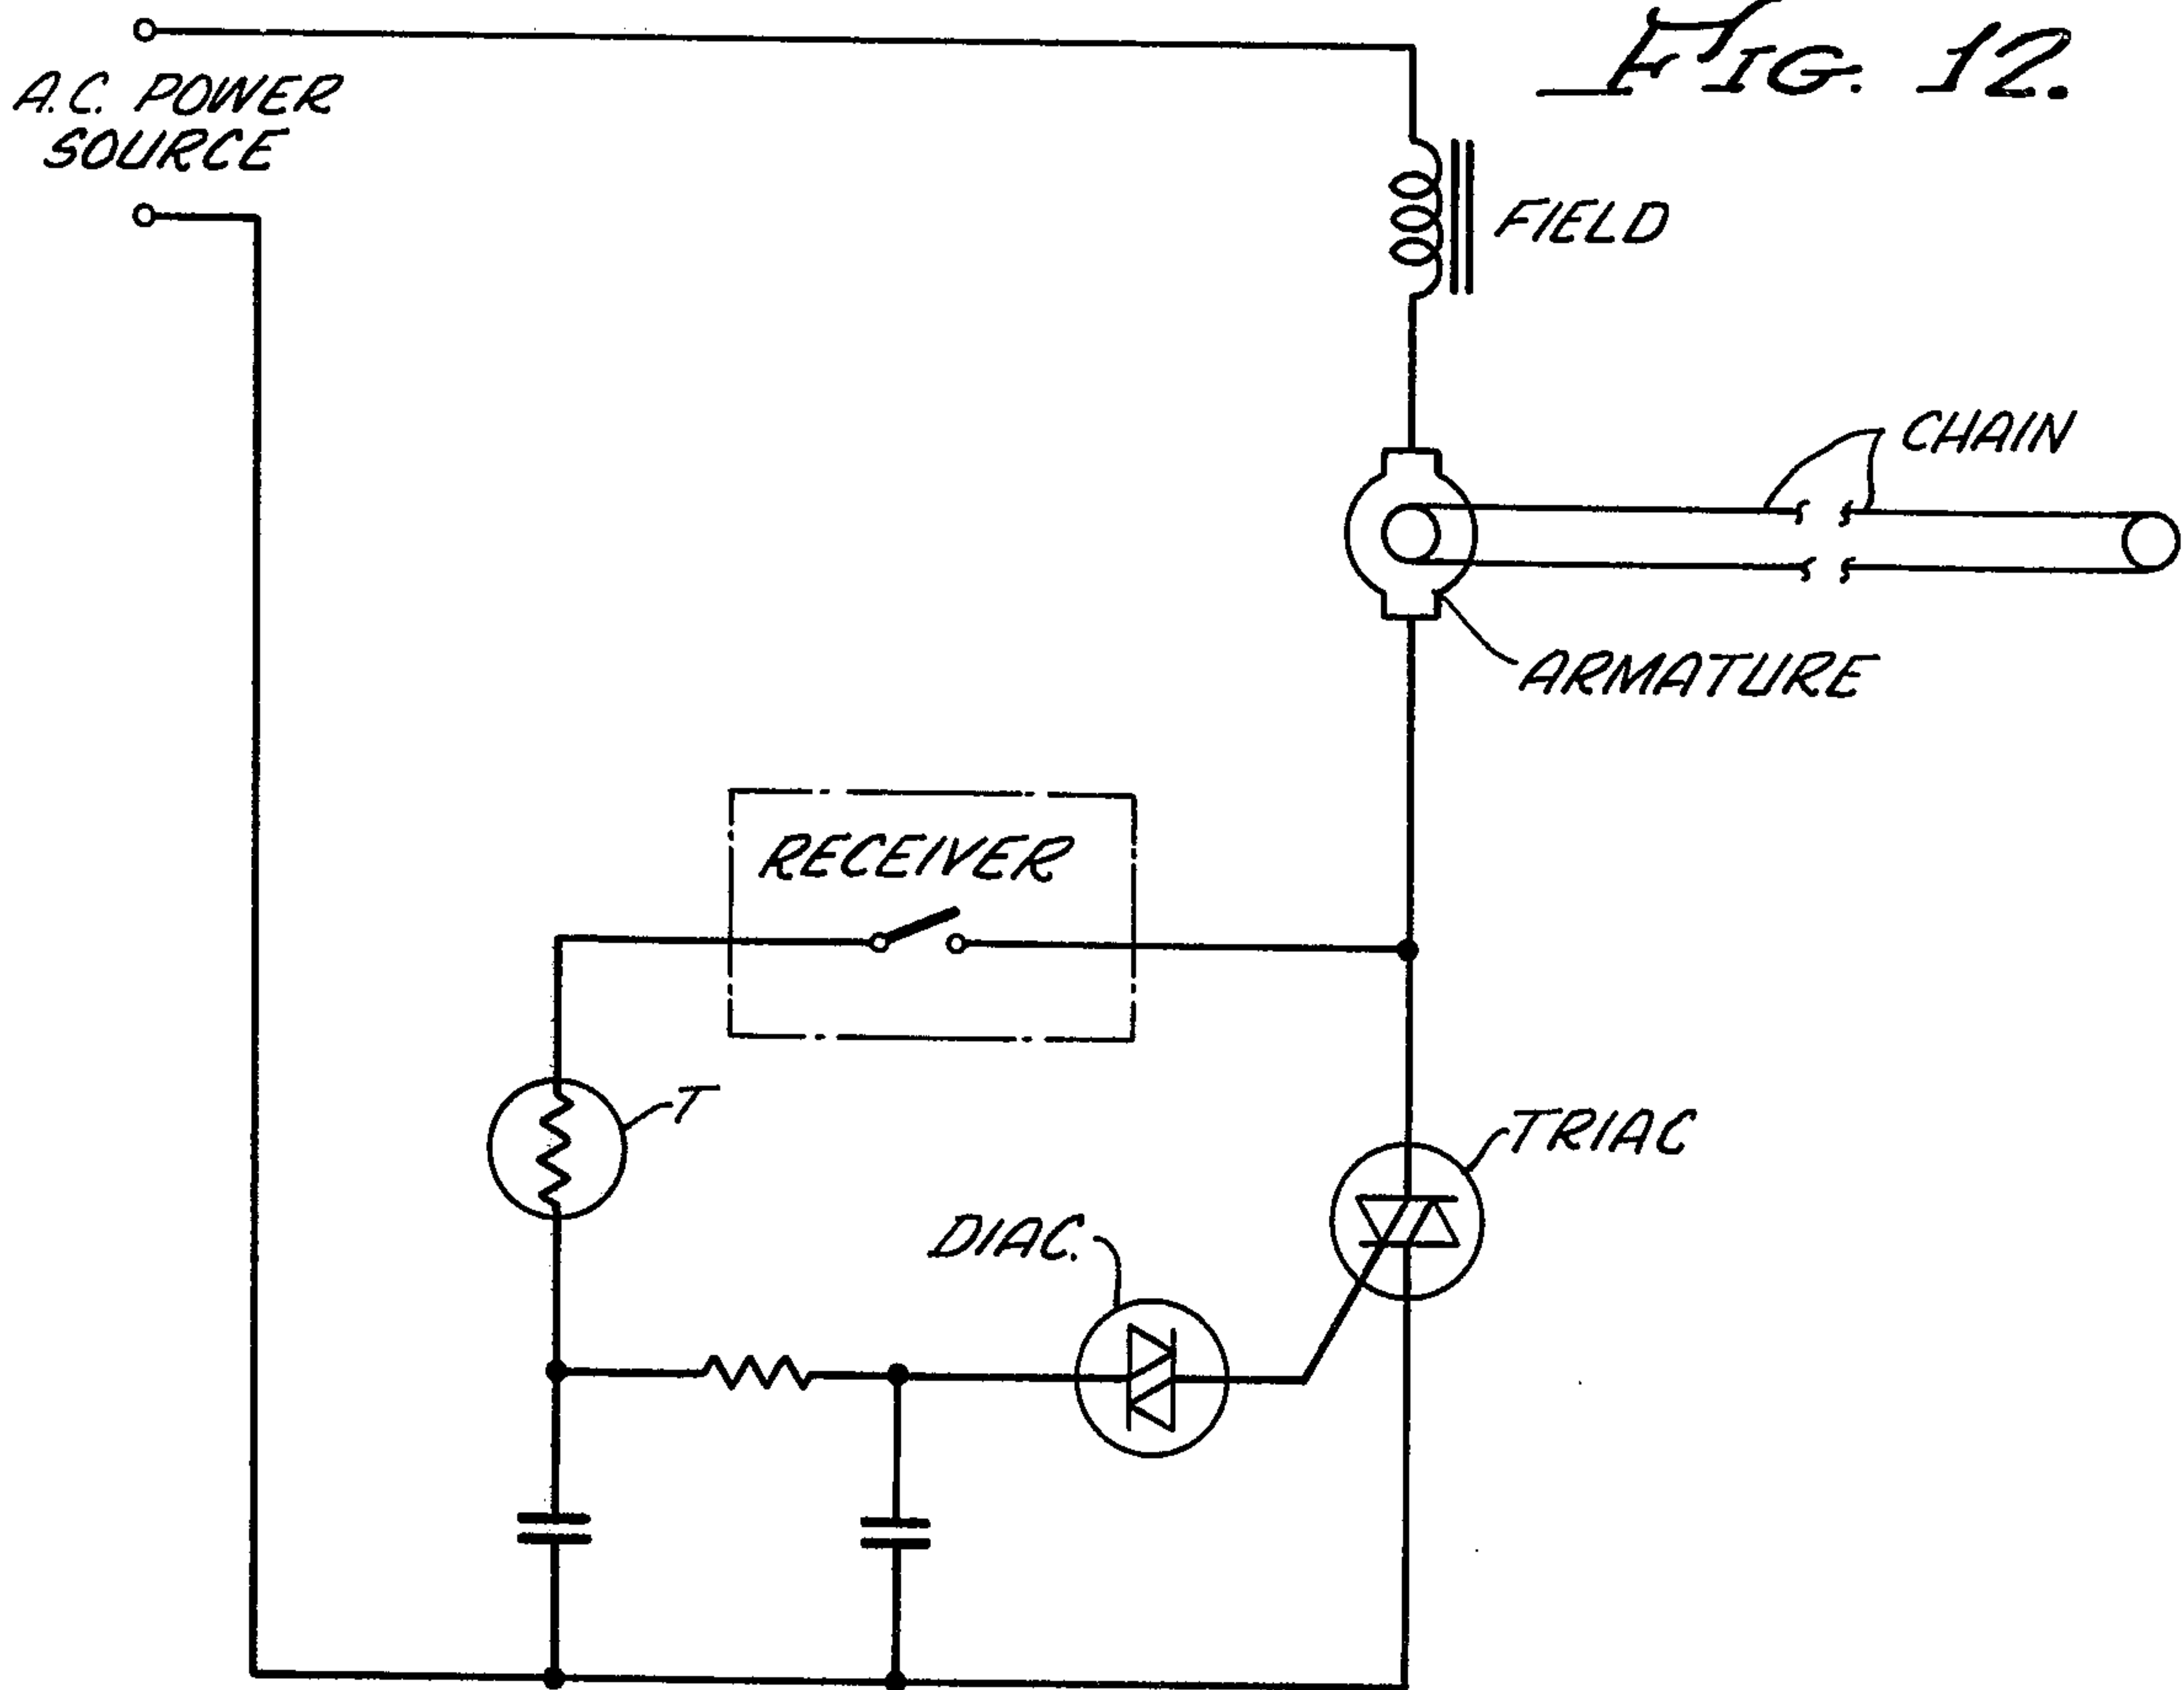 FIG. 12.
A.C. POWER
SOURCE
FIELD
CHAIN
ARMATURE
RECEIVER
T
TRIAC
DIAC.